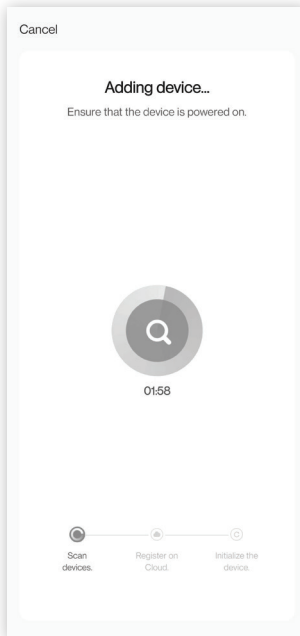 Cancel
Adding device...
Ensure that the device is powered on.
01:58
Scan
devices.
Register on
Cloud.
Initialize the
device.